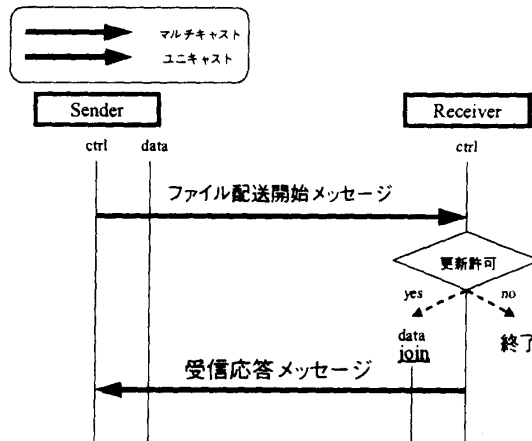 マルチキャスト
ユニキャスト
Sender
Receiver
ctrl data
ctrl
ファイル配送開始メッセージ
更新許可
yes no
data
join
終了
受信応答メッセージ